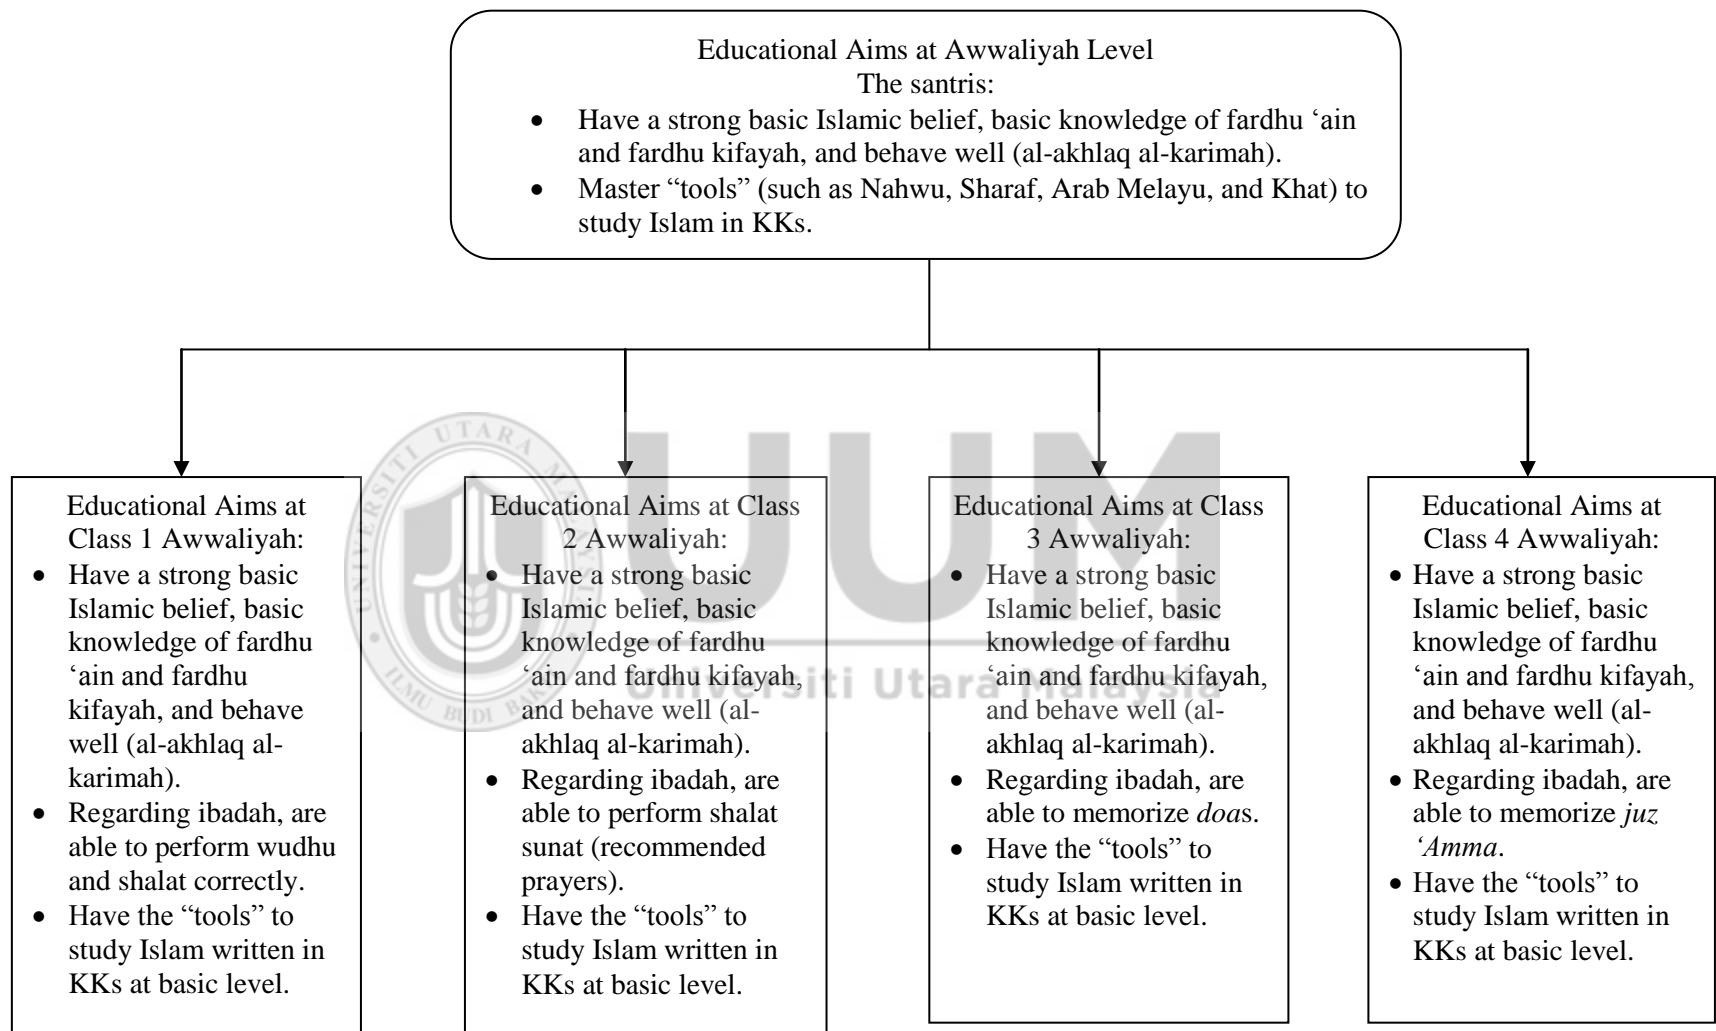 Educational Aims at Awwaliyah Level
The santris:
• Have a strong basic Islamic belief, basic knowledge of fardhu ‘ain
and fardhu kifayah, and behave well (al-akhlaq al-karimah).
• Master “tools” (such as Nahwu, Sharaf, Arab Melayu, and Khat) to
study Islam in KKs.
Educational Aims at
Class 1 Awwaliyah:
• Have a strong basic
Islamic belief, basic
knowledge of fardhu
‘ain and fardhu
kifayah, and behave
well (al-akhlaq al-
karimah).
• Regarding ibadah, are
able to perform wudhu
and shalat correctly.
• Have the “tools” to
study Islam written in
KKs at basic level.
Educational Aims at Class
2 Awwaliyah:
• Have a strong basic
Islamic belief, basic
knowledge of fardhu
‘ain and fardhu kifayah,
and behave well (al-
akhlaq al-karimah).
• Regarding ibadah, are
able to perform shalat
sunat (recommended
prayers).
• Have the “tools” to
study Islam written in
KKs at basic level.
Educational Aims at Class
3 Awwaliyah:
• Have a strong basic
Islamic belief, basic
knowledge of fardhu
‘ain and fardhu kifayah,
and behave well (al-
akhlaq al-karimah).
• Regarding ibadah, are
able to memorize doas.
• Have the “tools” to
study Islam written in
KKs at basic level.
Educational Aims at
Class 4 Awwaliyah:
• Have a strong basic
Islamic belief, basic
knowledge of fardhu
‘ain and fardhu kifayah,
and behave well (al-
akhlaq al-karimah).
• Regarding ibadah, are
able to memorize juz
‘Amma.
• Have the “tools” to
study Islam written in
KKs at basic level.
UNIVERSITI UTARA MALAYSIA
ILMU BUDI BAKTI
UUM
Universiti Utara Malaysia